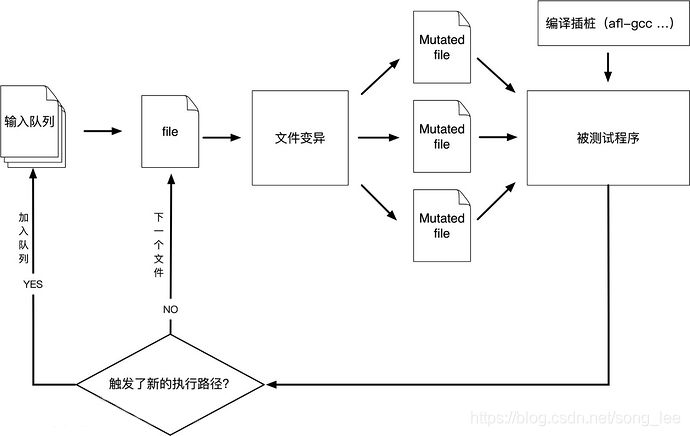 编译插桩（afl-gcc ...）
Mutated
file
输入队列
file
文件变异
Mutated
file
被测试程序
Mutated
file
加入队列
YES
下一个文件
NO
触发了新的执行路径？
https://blog.csdn.net/song_lee